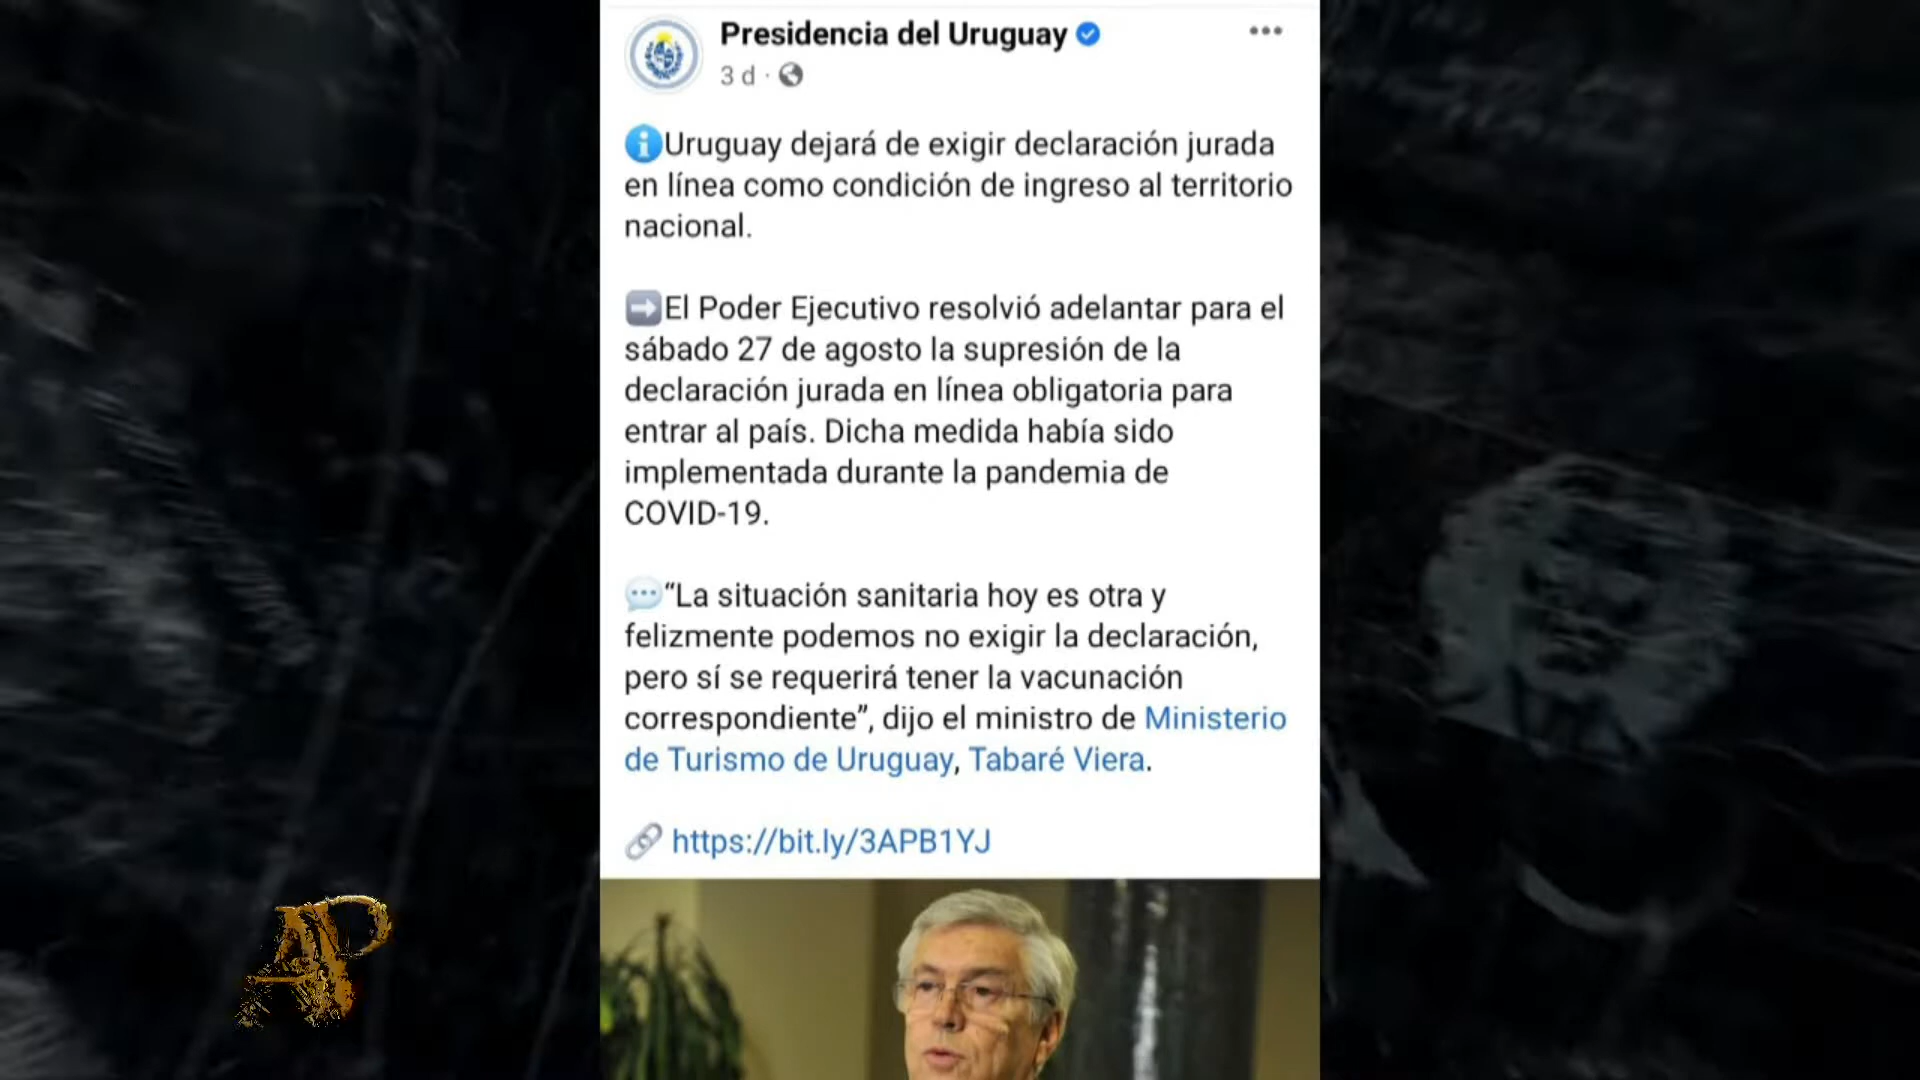 Presidencia del Uruguay
3 d ·
Uruguay dejará de exigir declaración jurada
en línea como condición de ingreso al territorio
nacional.
El Poder Ejecutivo resolvió adelantar para el
sábado 27 de agosto la supresión de la
declaración jurada en línea obligatoria para
entrar al país. Dicha medida había sido
implementada durante la pandemia de
COVID-19.
“La situación sanitaria hoy es otra y
felizmente podemos no exigir la declaración,
pero sí se requerirá tener la vacunación
correspondiente”, dijo el ministro de Ministerio
de Turismo de Uruguay, Tabaré Viera.
https://bit.ly/3APB1YJ
AP